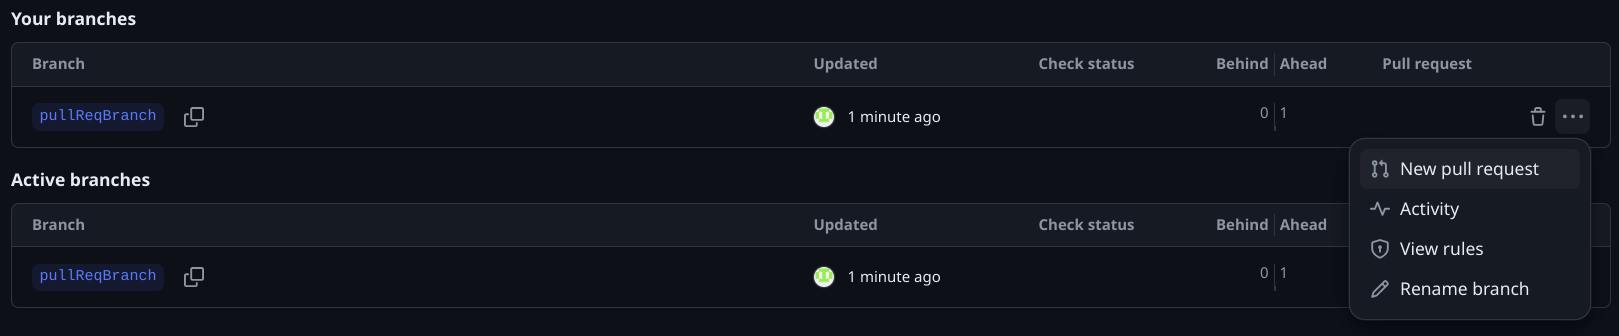 Your branches
Branch Updated Check status Behind Ahead Pull request
pullReqBranch 1 minute ago 0 1
New pull request
Active branches
Activity
Branch Updated Check status Behind Ahead
View rules
pullReqBranch 1 minute ago 0 1
Rename branch